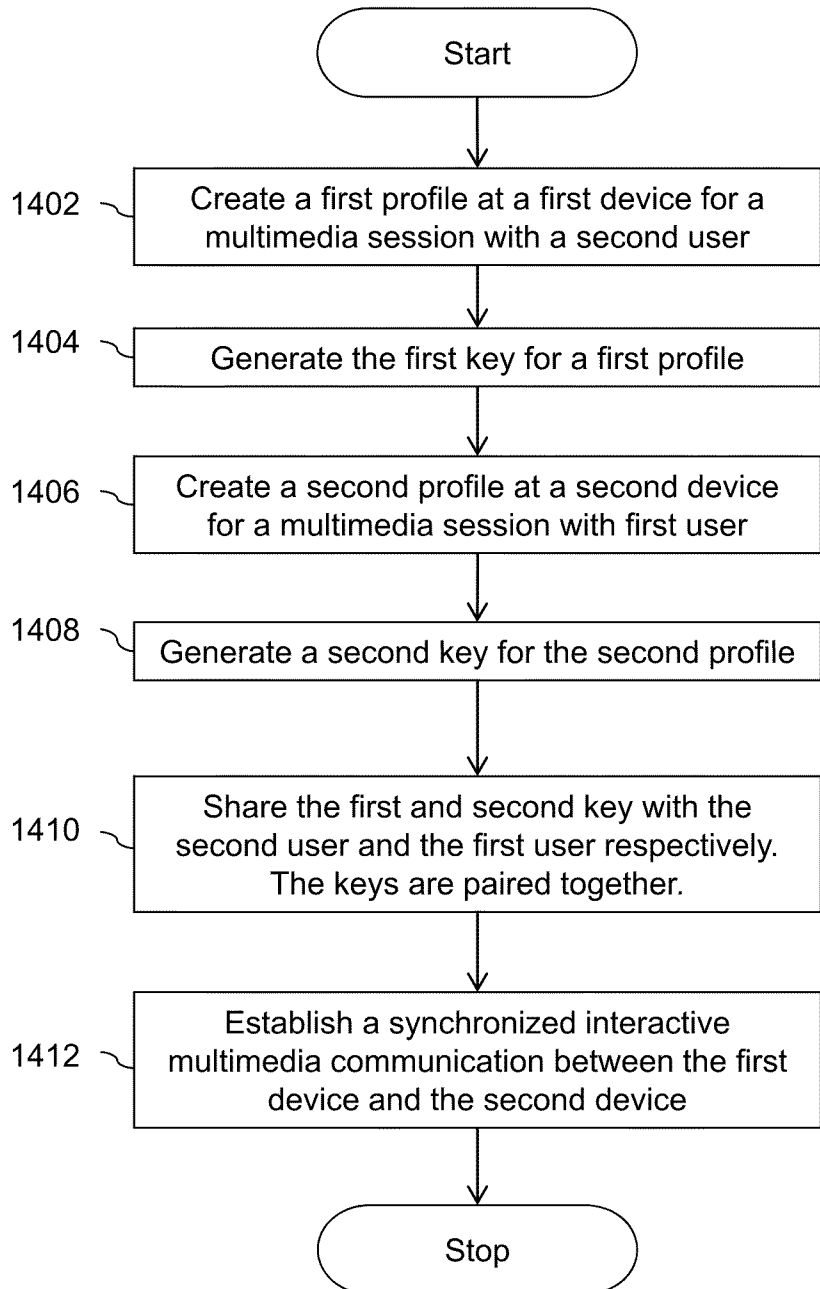 Start
1402
Create a first profile at a first device for a
multimedia session with a second user
1404
Generate the first key for a first profile
1406
Create a second profile at a second device
for a multimedia session with first user
1408
Generate a second key for the second profile
1410
Share the first and second key with the
second user and the first user respectively.
The keys are paired together.
1412
Establish a synchronized interactive
multimedia communication between the first
device and the second device
Stop